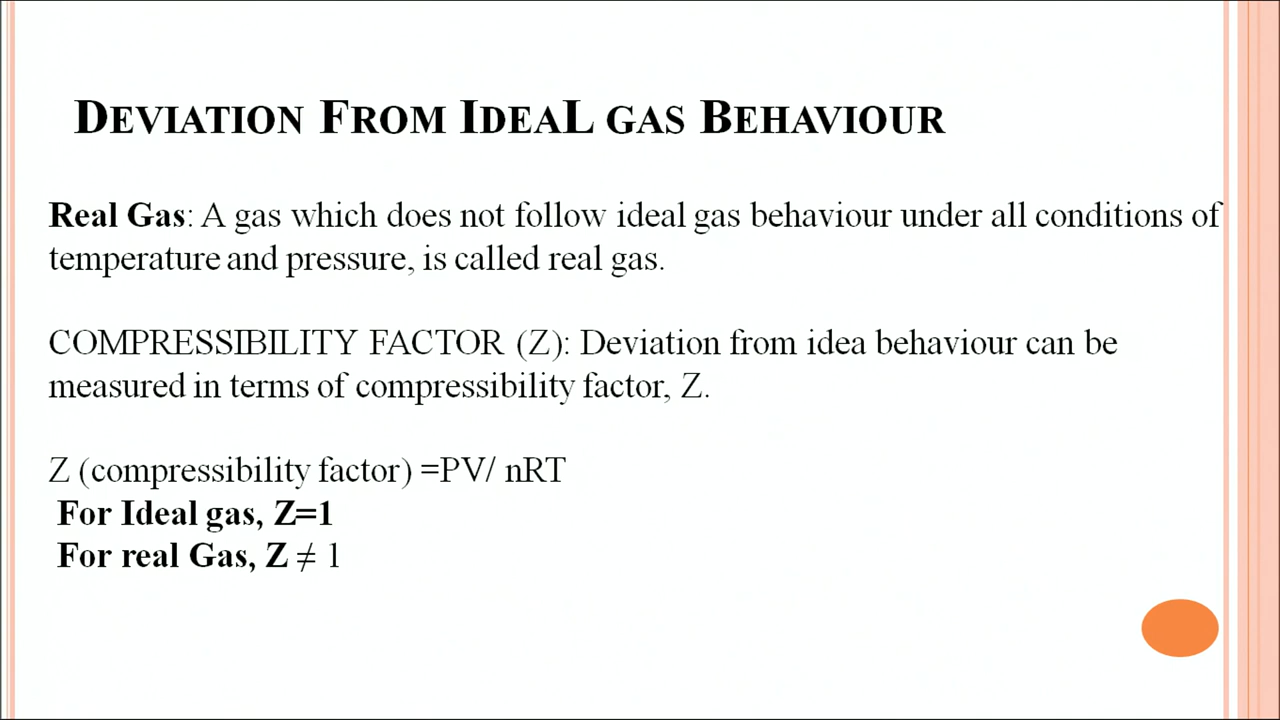 DEVIATION FROM IDEAL GAS BEHAVIOUR
Real Gas: A gas which does not follow ideal gas behaviour under all conditions of
temperature and pressure, is called real gas.
COMPRESSIBILITY FACTOR (Z): Deviation from idea behaviour can be
measured in terms of compressibility factor, Z.
Z (compressibility factor) =PV/ nRT
For Ideal gas, Z=1
For real Gas, Z ≠ 1